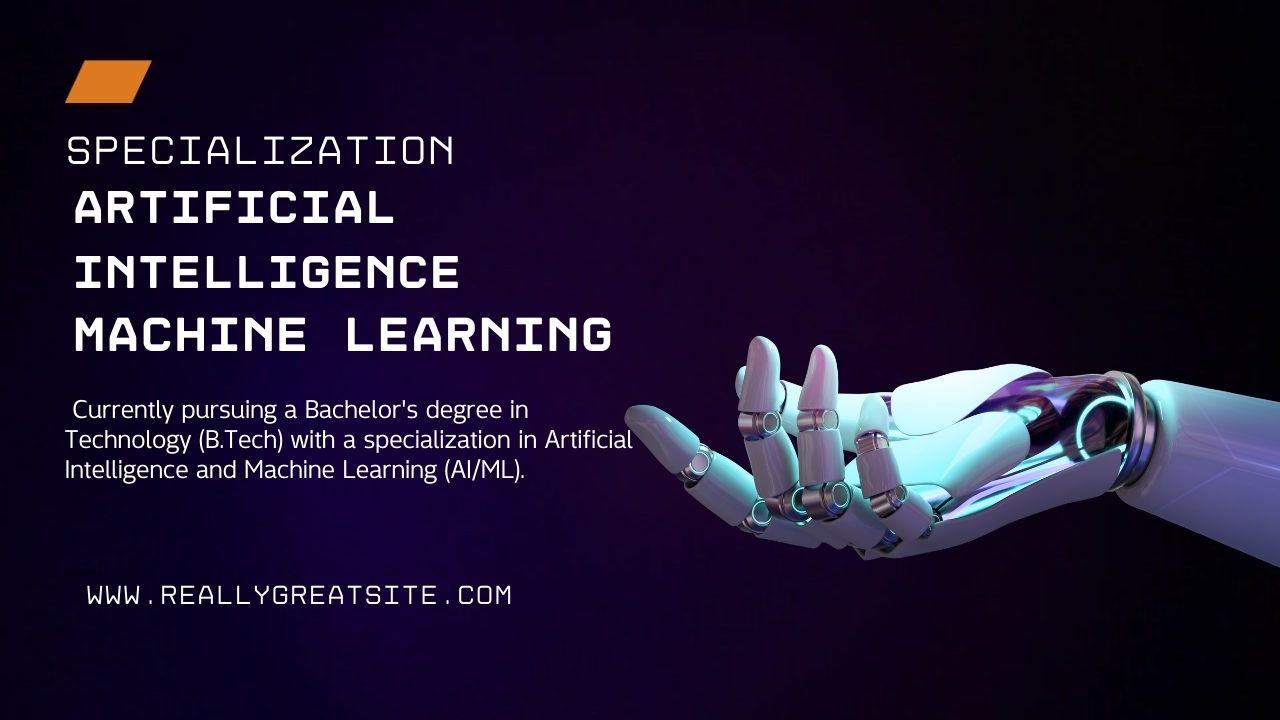 SPECIALIZATION
ARTIFICIAL
INTELLIGENCE
MACHINE LEARNING
Currently pursuing a Bachelor's degree in
Technology (B.Tech) with a specialization in Artificial
Intelligence and Machine Learning (AI/ML).
WWW.REALLYGREATSITE.COM